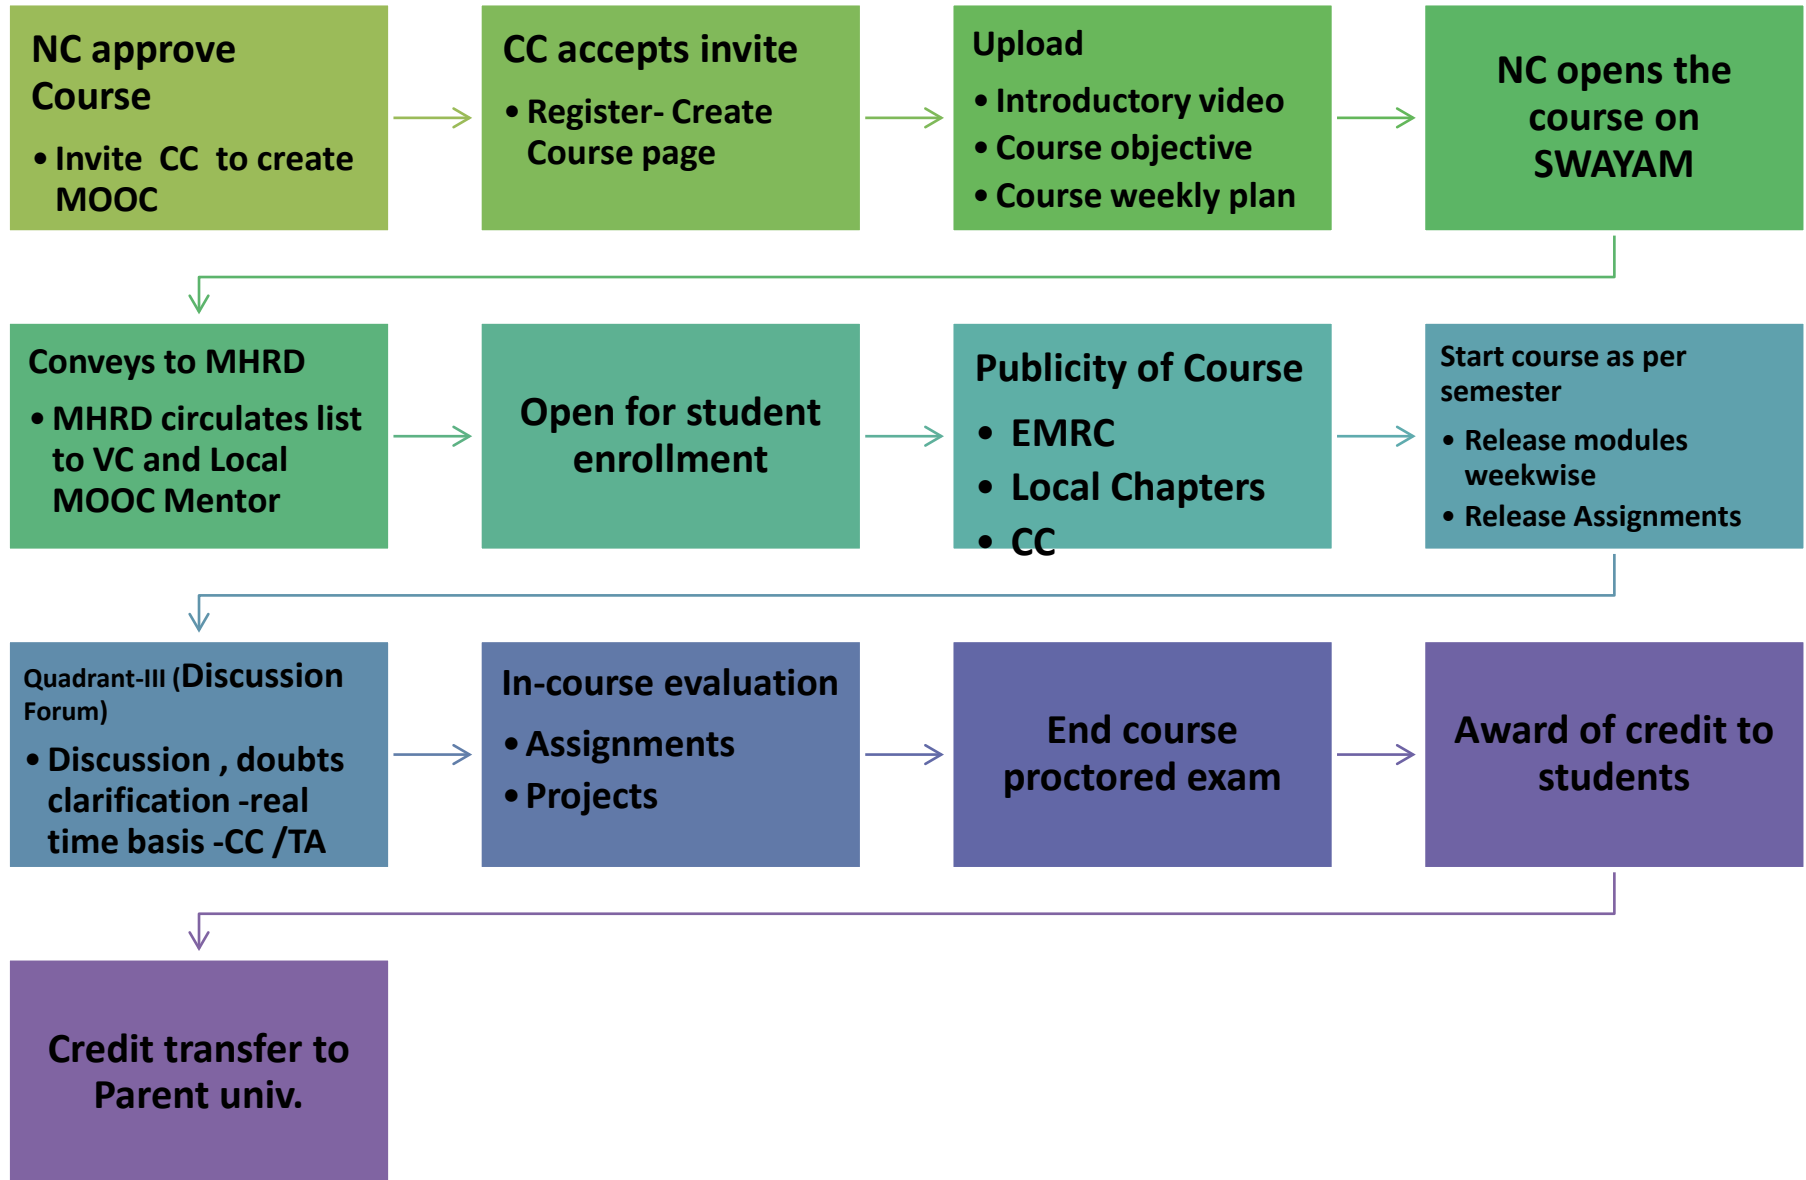 NC approve
Course
• Invite CC to create
MOOC
CC accepts invite
• Register- Create
Course page
Upload
• Introductory video
• Course objective
• Course weekly plan
NC opens the
course on
SWAYAM
Conveys to MHRD
• MHRD circulates list
to VC and Local
MOOC Mentor
Open for student
enrollment
Publicity of Course
• EMRC
• Local Chapters
• CC
Start course as per
semester
• Release modules
weekwise
• Release Assignments
Quadrant-III (Discussion
Forum)
• Discussion , doubts
clarification -real
time basis -CC /TA
In-course evaluation
• Assignments
• Projects
End course
proctored exam
Award of credit to
students
Credit transfer to
Parent univ.